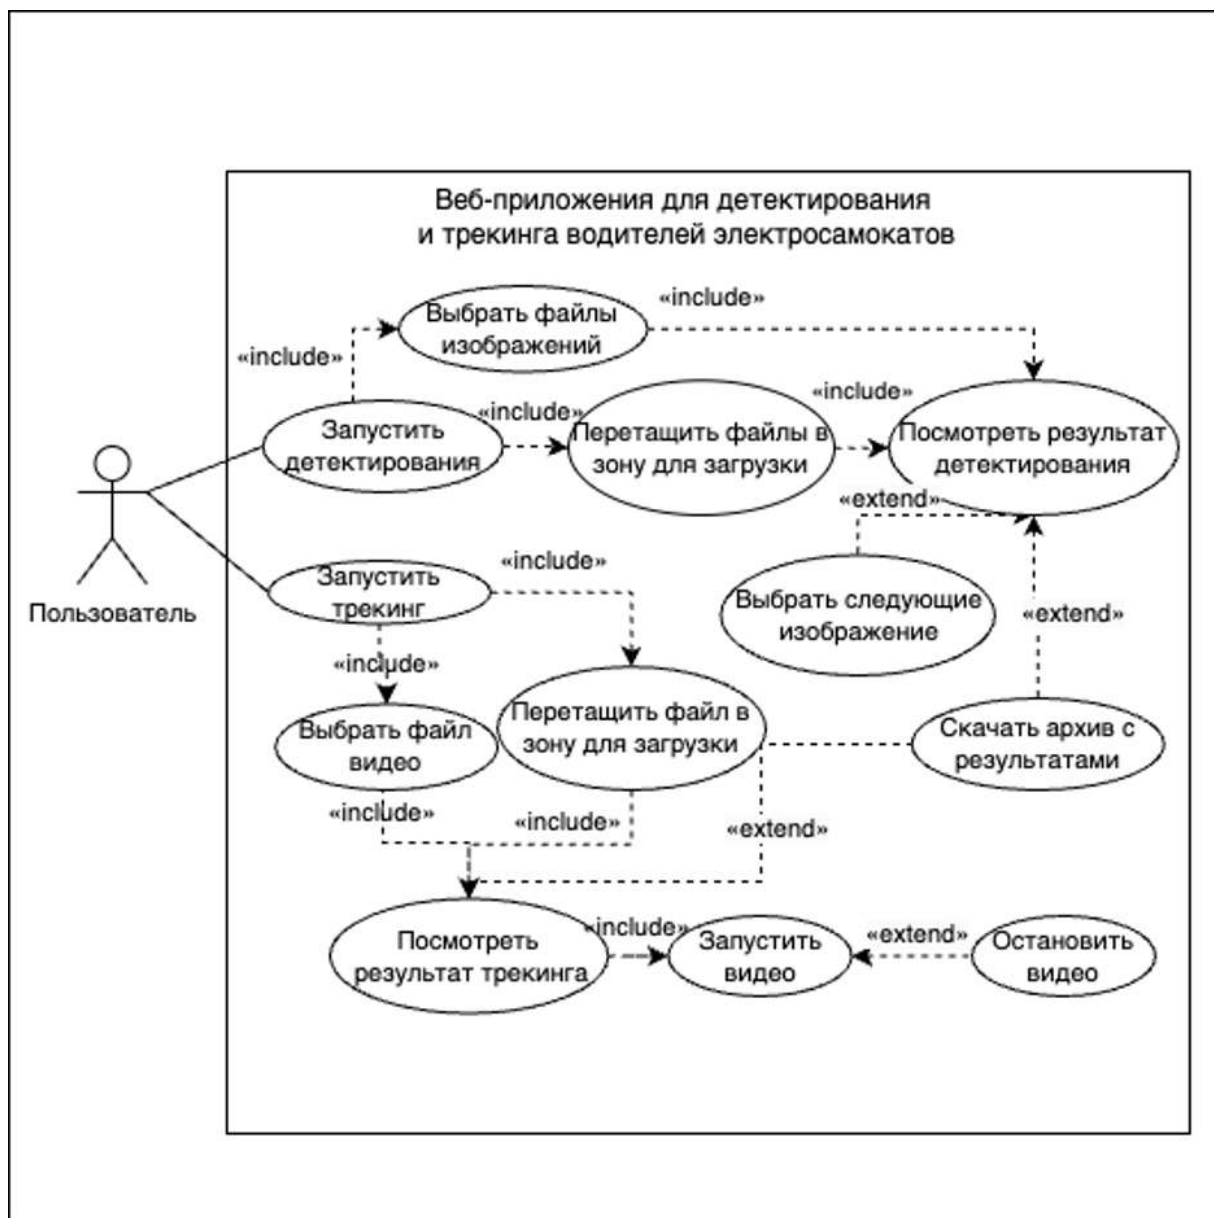 Веб-приложения для детектирования
и трекинга водителей электросамокатов
«include»
Выбрать файлы
изображений
«include»
Запустить
детектирования
«include»
Перетащить файлы в
зону для загрузки
«include»
Посмотреть результат
детектирования
«extend»
Пользователь
Запустить
трекинг
«include»
Выбрать следующие
изображение
«extend»
«include»
Выбрать файл
видео
Перетащить файл в
зону для загрузки
Скачать архив с
результатами
«include»
«include»
«extend»
Посмотреть
результат трекинга
«include»
Запустить
видео
«extend»
Остановить
видео